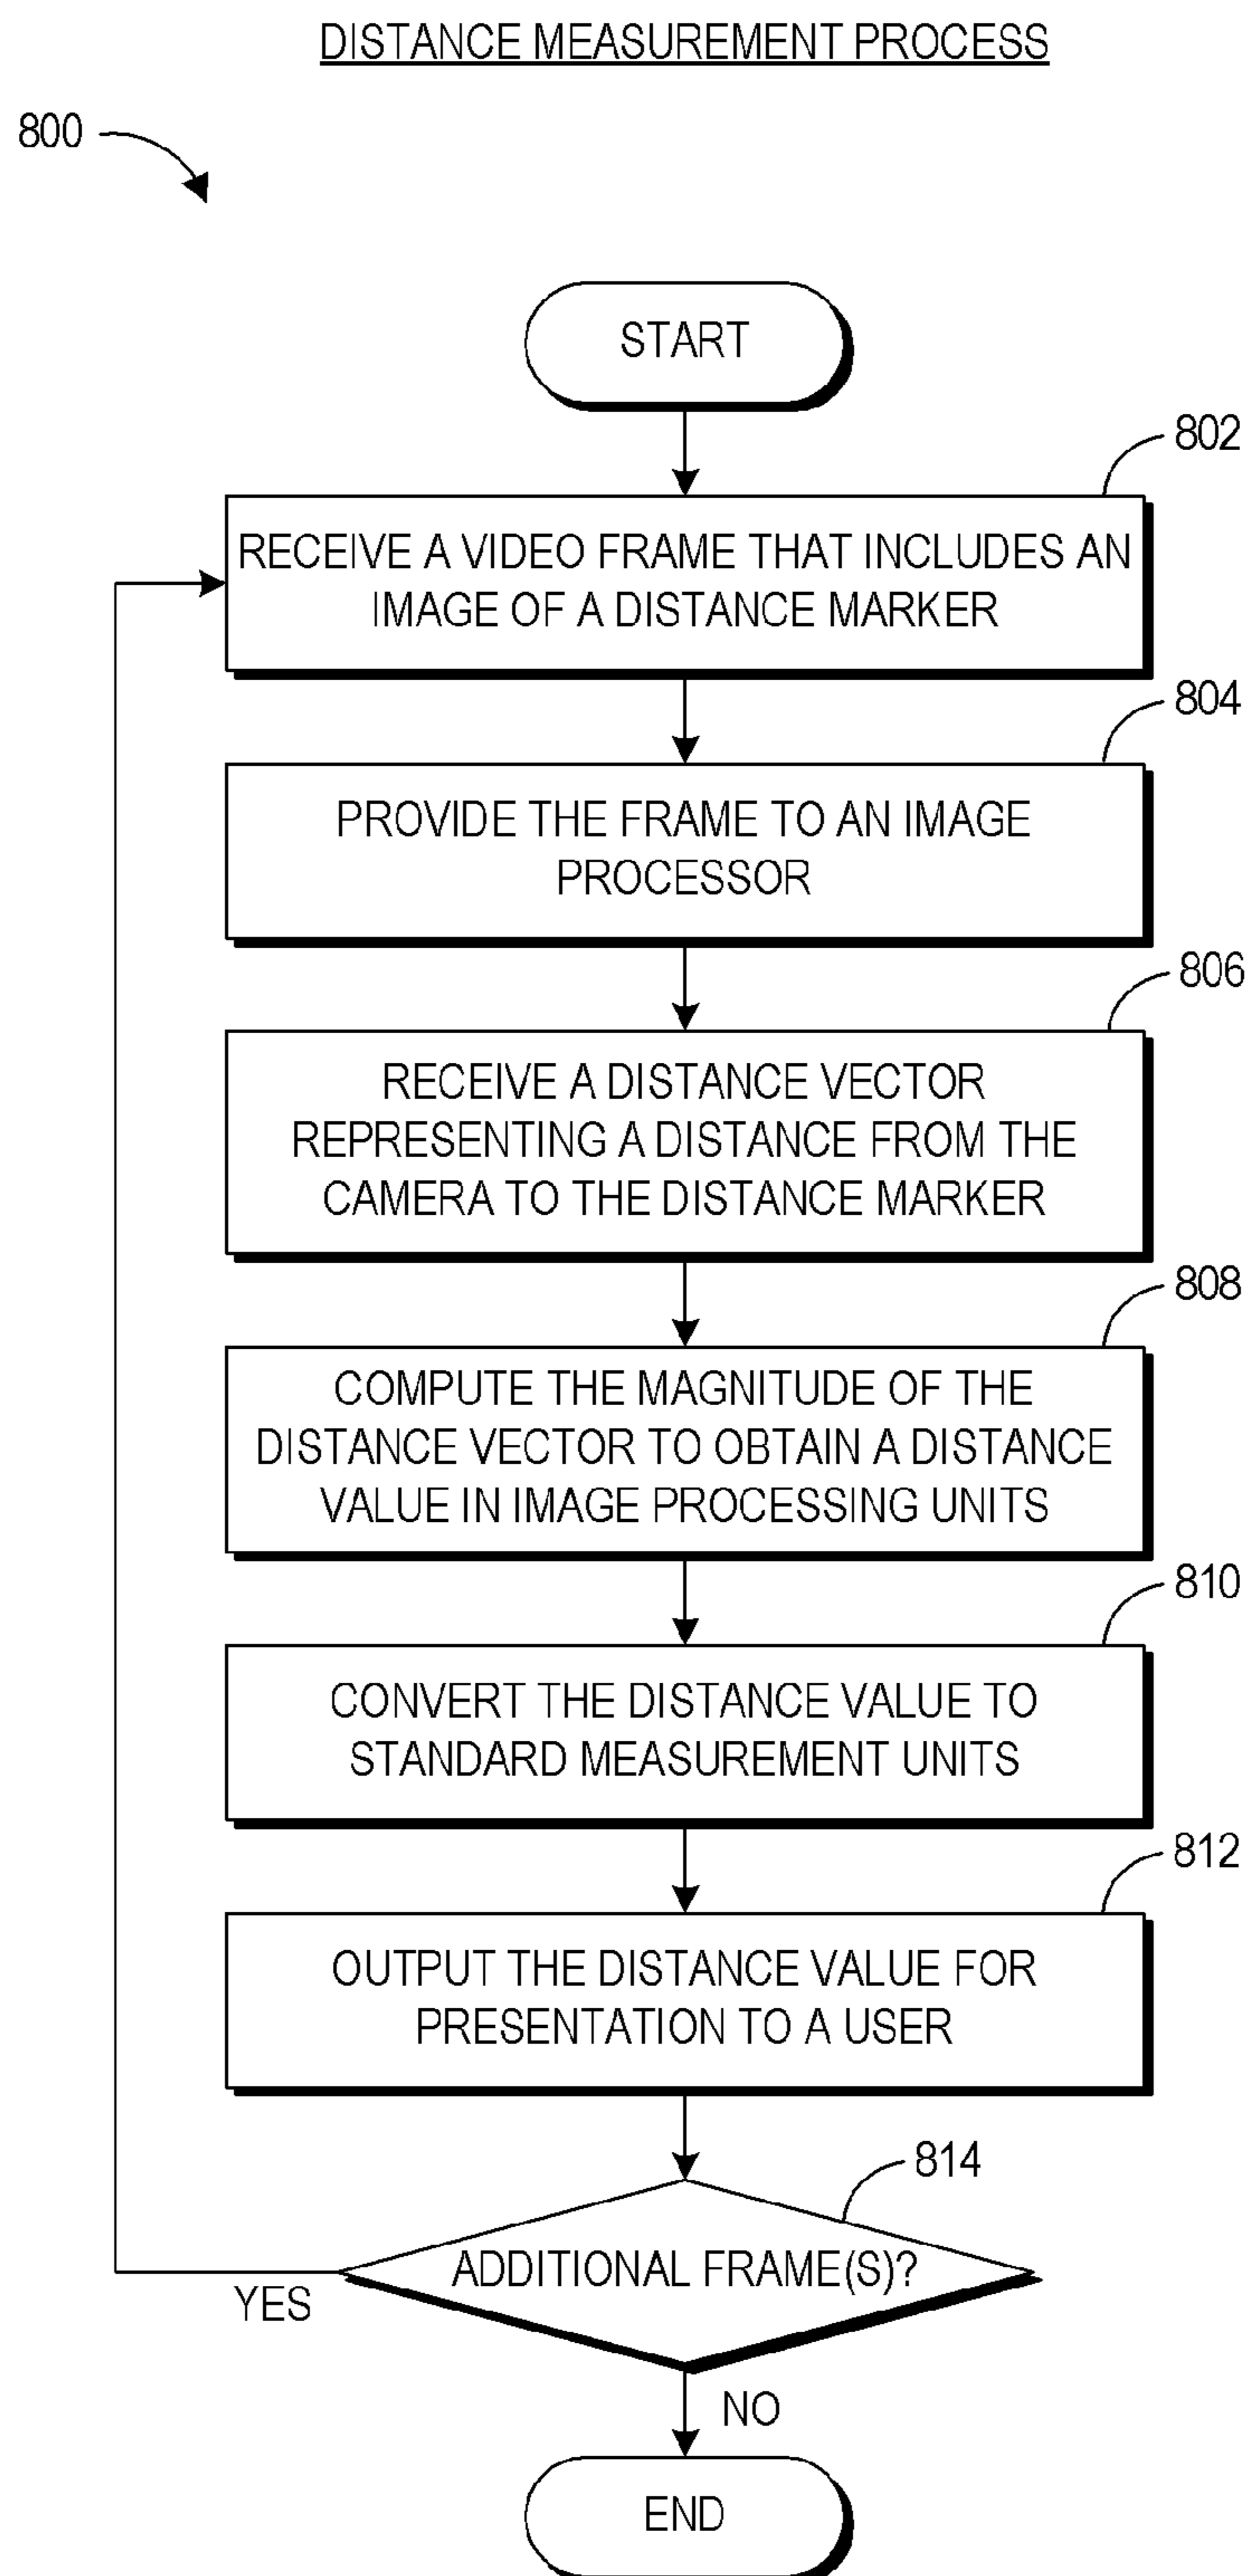 DISTANCE MEASUREMENT PROCESS
800
START
802
RECEIVE A VIDEO FRAME THAT INCLUDES AN
IMAGE OF A DISTANCE MARKER
804
PROVIDE THE FRAME TO AN IMAGE
PROCESSOR
806
RECEIVE A DISTANCE VECTOR
REPRESENTING A DISTANCE FROM THE
CAMERA TO THE DISTANCE MARKER
808
COMPUTE THE MAGNITUDE OF THE
DISTANCE VECTOR TO OBTAIN A DISTANCE
VALUE IN IMAGE PROCESSING UNITS
810
CONVERT THE DISTANCE VALUE TO
STANDARD MEASUREMENT UNITS
812
OUTPUT THE DISTANCE VALUE FOR
PRESENTATION TO A USER
814
ADDITIONAL FRAME(S)?
YES
NO
END